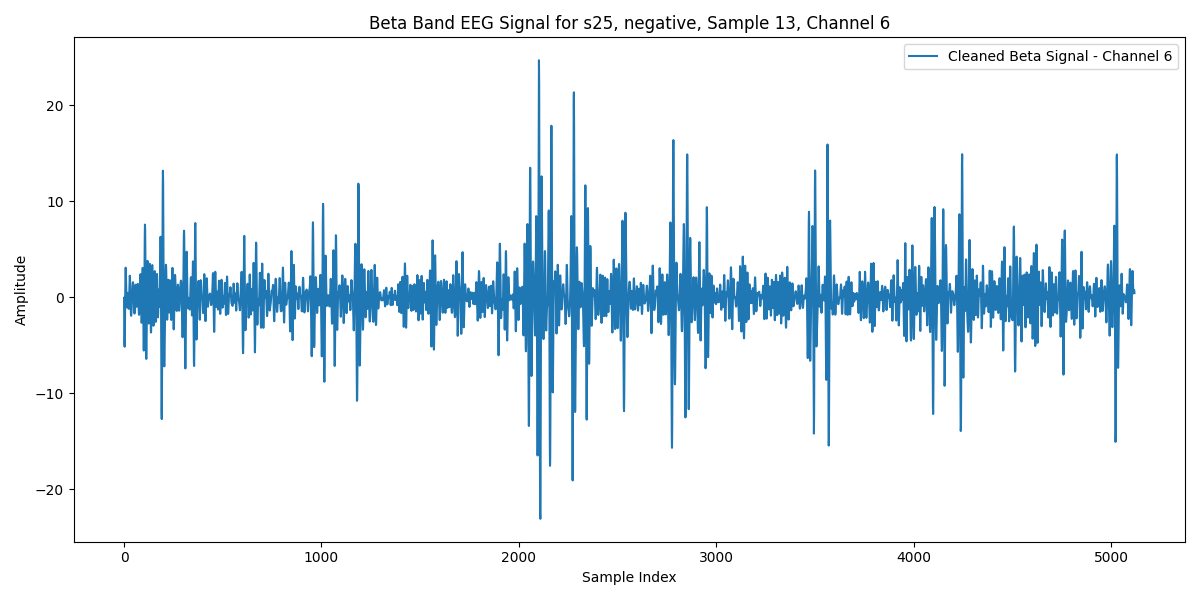 Beta Band EEG Signal for s25, negative, Sample 13, Channel 6
Cleaned Beta Signal - Channel 6
Amplitude
20
10
0
−10
−20
0 1000 2000 3000 4000 5000
Sample Index